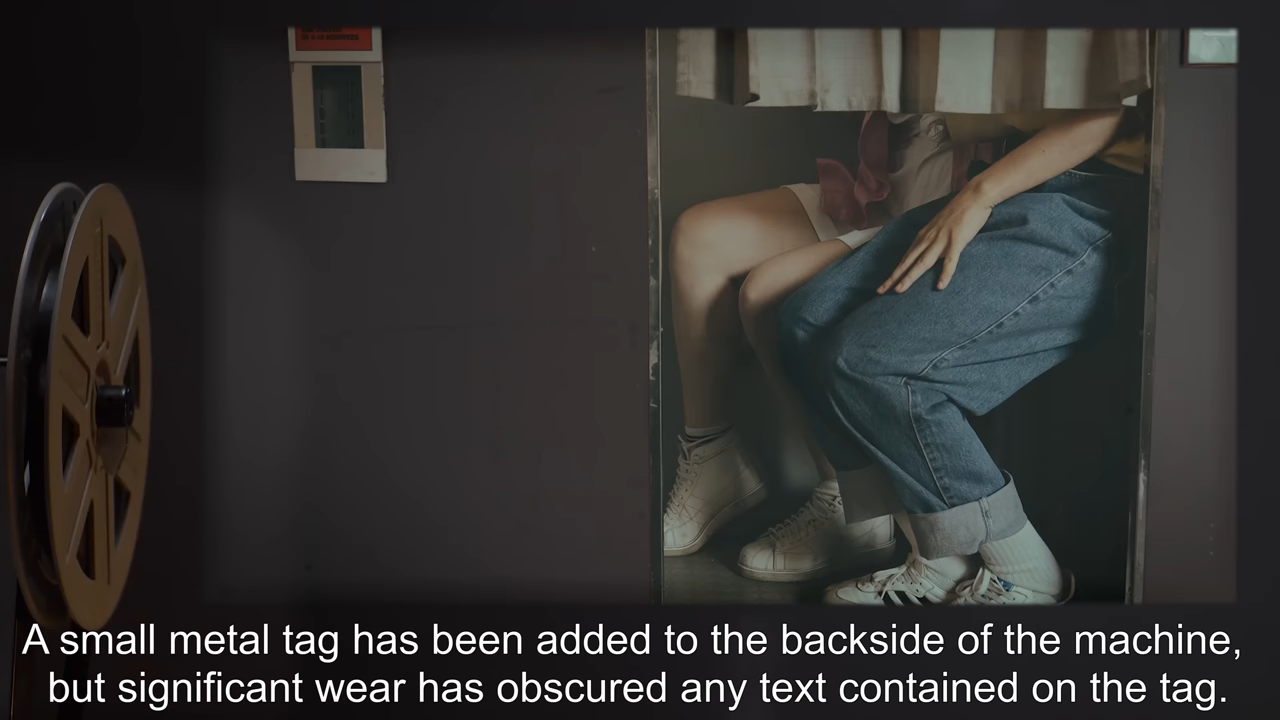 A small metal tag has been added to the backside of the machine,
but significant wear has obscured any text contained on the tag.